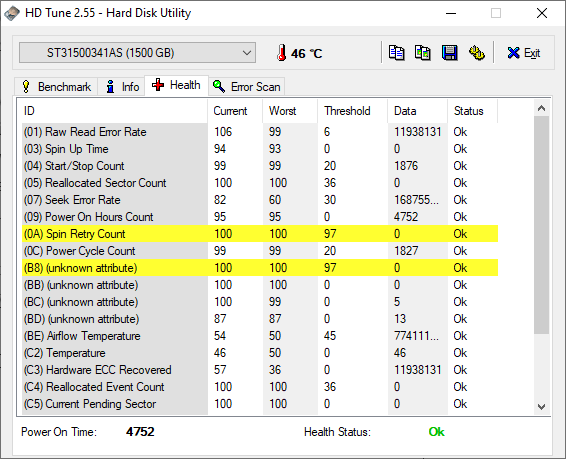 HD Tune 2.55 - Hard Disk Utility
ST31500341AS (1500 GB) 46 °C Exit
Benchmark Info Health Error Scan
ID Current Worst Threshold Data Status
(01) Raw Read Error Rate 106 99 6 11938131 Ok
(03) Spin Up Time 94 93 0 0 Ok
(04) Start/Stop Count 99 99 20 1876 Ok
(05) Reallocated Sector Count 100 100 36 0 Ok
(07) Seek Error Rate 82 60 30 168755... Ok
(09) Power On Hours Count 95 95 0 4752 Ok
(0A) Spin Retry Count 100 100 97 0 Ok
(0C) Power Cycle Count 99 99 20 1827 Ok
(B8) (unknown attribute) 100 100 97 0 Ok
(BB) (unknown attribute) 100 100 0 0 Ok
(BC) (unknown attribute) 100 99 0 5 Ok
(BD) (unknown attribute) 87 87 0 13 Ok
(BE) Airflow Temperature 54 50 45 774111... Ok
(C2) Temperature 46 50 0 46 Ok
(C3) Hardware ECC Recovered 57 36 0 11938131 Ok
(C4) Reallocated Event Count 100 100 36 0 Ok
(C5) Current Pending Sector 100 100 0 0 Ok
Power On Time: 4752 Health Status: Ok